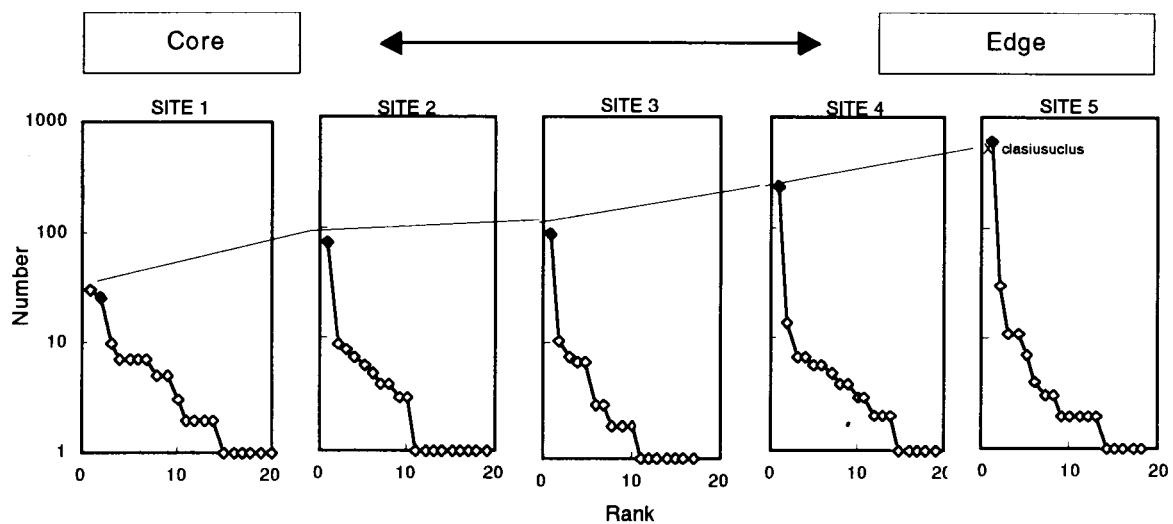 Core
Edge
SITE 1
SITE 2
SITE 3
SITE 4
SITE 5
1000
100
10
1
Number
clasiusuclus
0 10 20
0 10 20
0 10 20
0 10 20
0 10 20
Rank